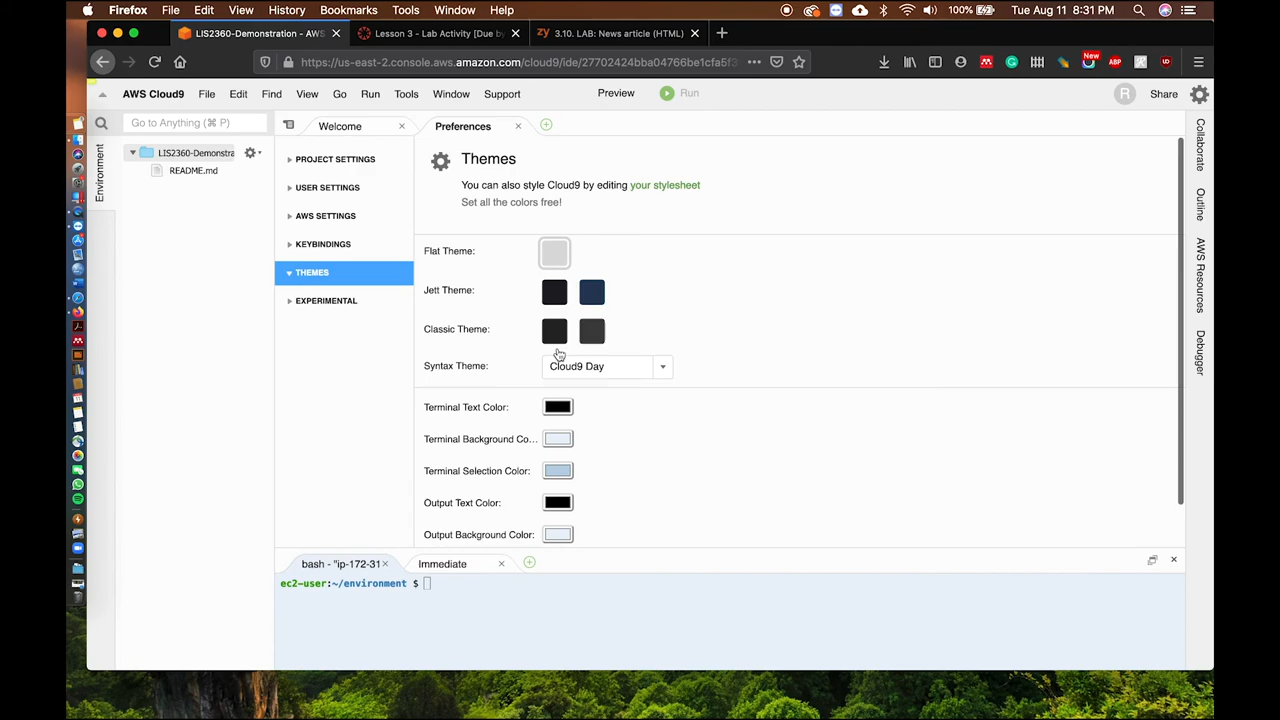 Firefox File Edit View History Bookmarks Tools Window Help 100% Tue Aug 11 8:31 PM
LIS2360-Demonstration - AWS Lesson 3 - Lab Activity [Due by zy 3.10. LAB: News article (HTML)
https://us-east-2.console.aws.amazon.com/cloud9/ide/27702424bba04766be1cfa5f3 New ABP
AWS Cloud9 File Edit Find View Go Run Tools Window Support Preview Run R Share
Go to Anything (⌘ P)
Welcome Preferences
Environment
LIS2360-Demonstra
README.md
PROJECT SETTINGS
USER SETTINGS
AWS SETTINGS
KEYBINDINGS
THEMES
EXPERIMENTAL
Themes
You can also style Cloud9 by editing your stylesheet
Set all the colors free!
Flat Theme:
Jett Theme:
Classic Theme:
Syntax Theme: Cloud9 Day
Terminal Text Color:
Terminal Background Co...
Terminal Selection Color:
Output Text Color:
Output Background Color:
Collaborate
Outline
AWS Resources
Debugger
bash - "ip-172-31 Immediate
ec2-user:~/environment $